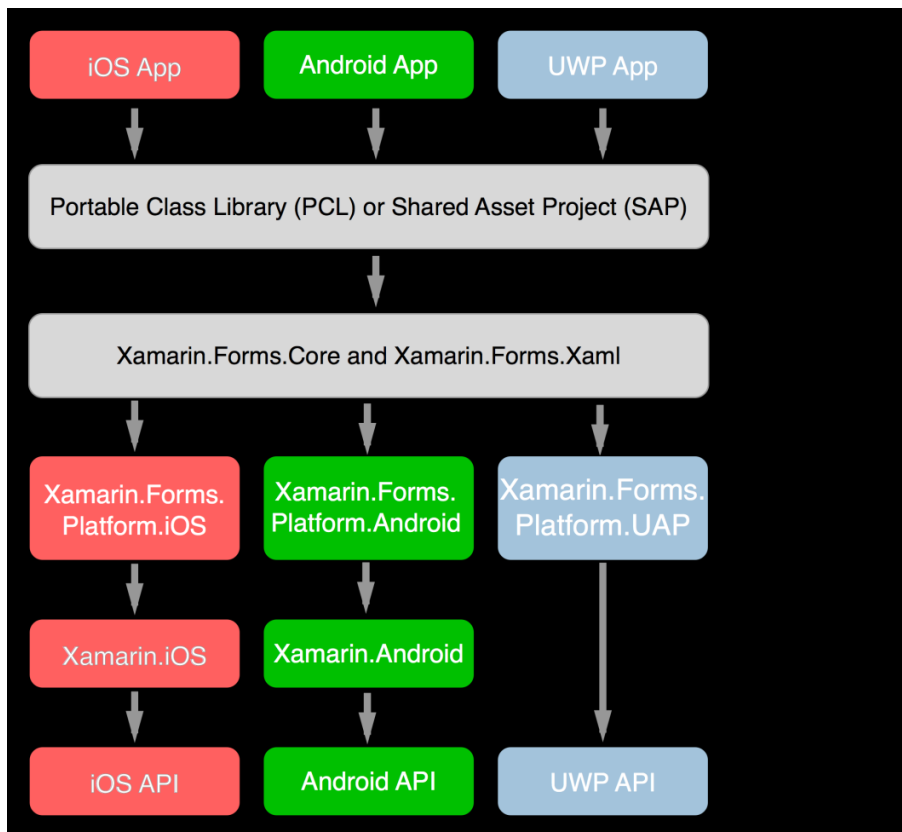 iOS App
Android App
UWP App
Portable Class Library (PCL) or Shared Asset Project (SAP)
Xamarin.Forms.Core and Xamarin.Forms.Xaml
Xamarin.Forms.
Platform.iOS
Xamarin.Forms.
Platform.Android
Xamarin.Forms.
Platform.UAP
Xamarin.iOS
Xamarin.Android
iOS API
Android API
UWP API